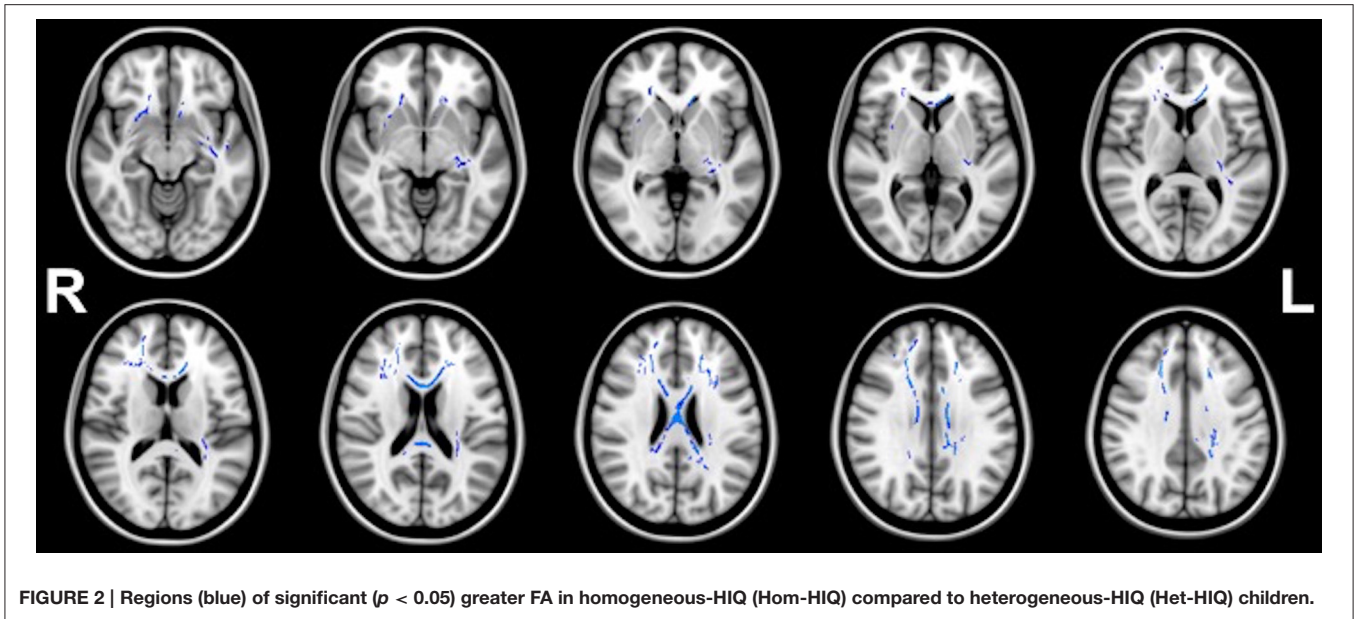 R
L
FIGURE 2 | Regions (blue) of significant (p < 0.05) greater FA in homogeneous-HIQ (Hom-HIQ) compared to heterogeneous-HIQ (Het-HIQ) children.